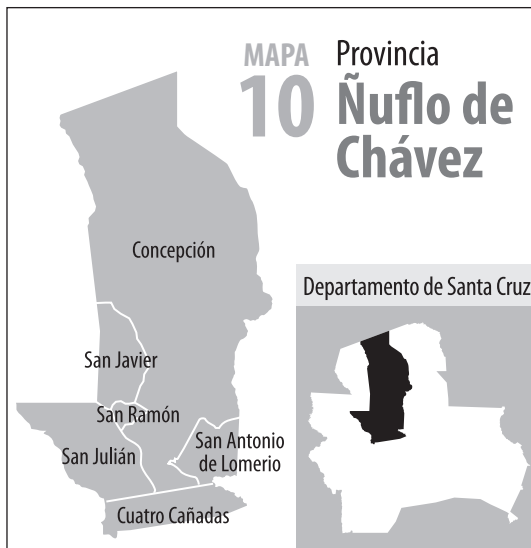 MAPA
10
Provincia
Ñuflo de
Chávez
Concepción
Departamento de Santa Cruz
San Javier
San Ramón
San Antonio
de Lomerio
San Julián
Cuatro Cañadas